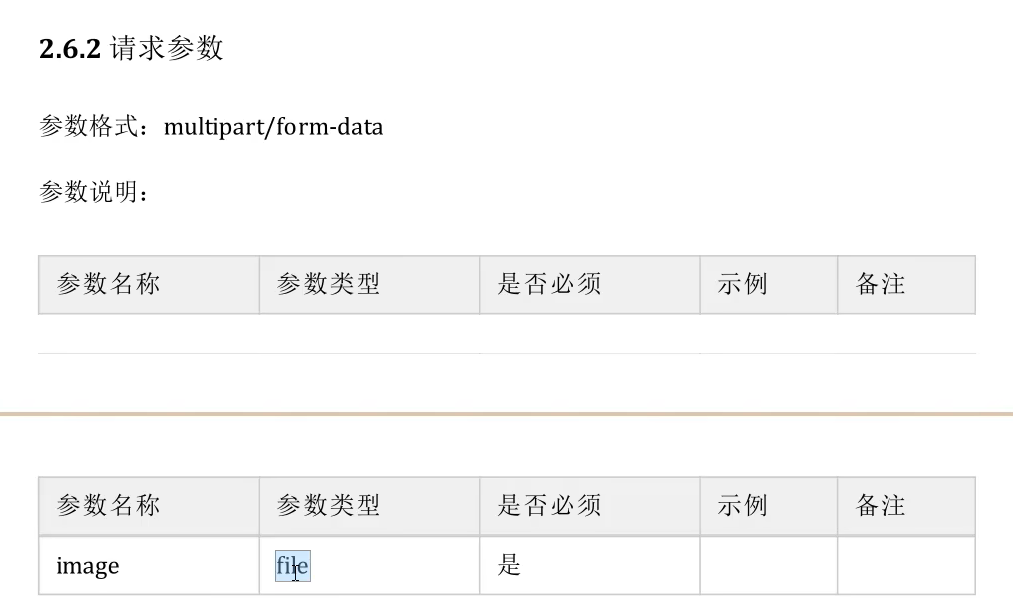 2.6.2 请求参数
参数格式：multipart/form-data
参数说明：
参数名称 参数类型 是否必须 示例 备注
参数名称 参数类型 是否必须 示例 备注
image file 是